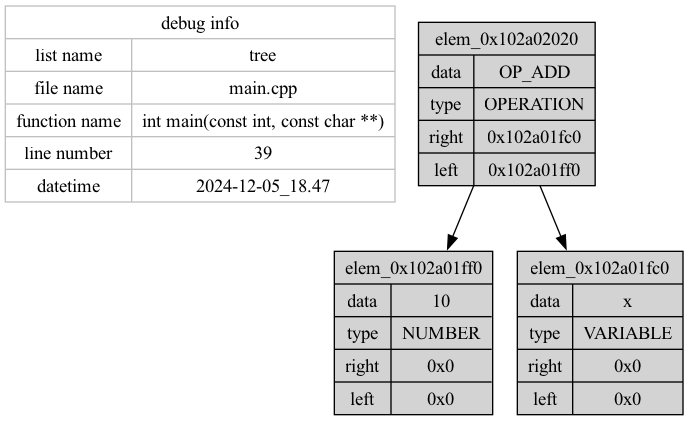 debug info
list name tree
file name main.cpp
function name int main(const int, const char **)
line number 39
datetime 2024-12-05_18.47
elem_0x102a02020
data OP_ADD
type OPERATION
right 0x102a01fc0
left 0x102a01ff0
elem_0x102a01ff0
data 10
type NUMBER
right 0x0
left 0x0
elem_0x102a01fc0
data x
type VARIABLE
right 0x0
left 0x0